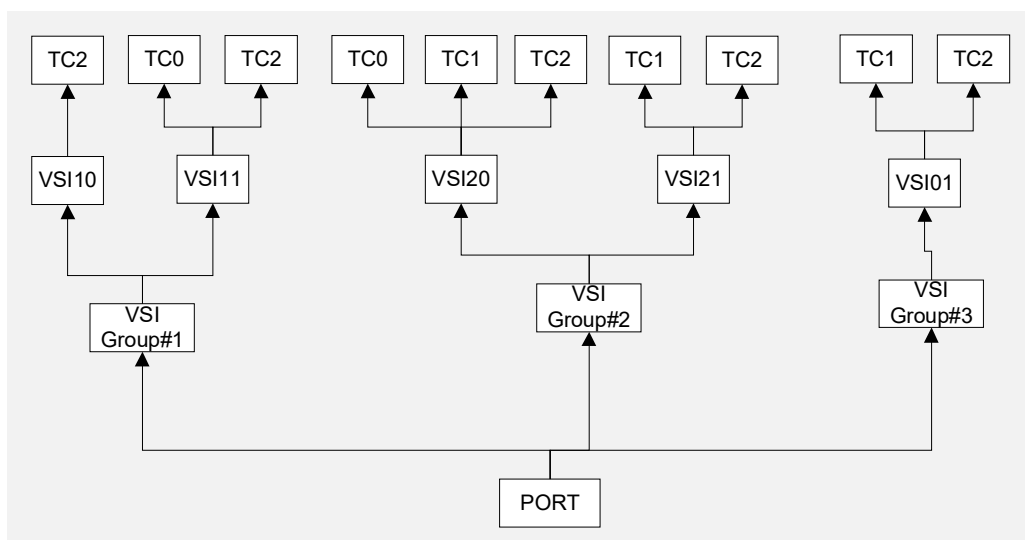 TC2
TC0
TC2
TC0
TC1
TC2
TC1
TC2
TC1
TC2
VSI10
VSI11
VSI20
VSI21
VSI01
VSI
Group#1
VSI
Group#2
VSI
Group#3
PORT